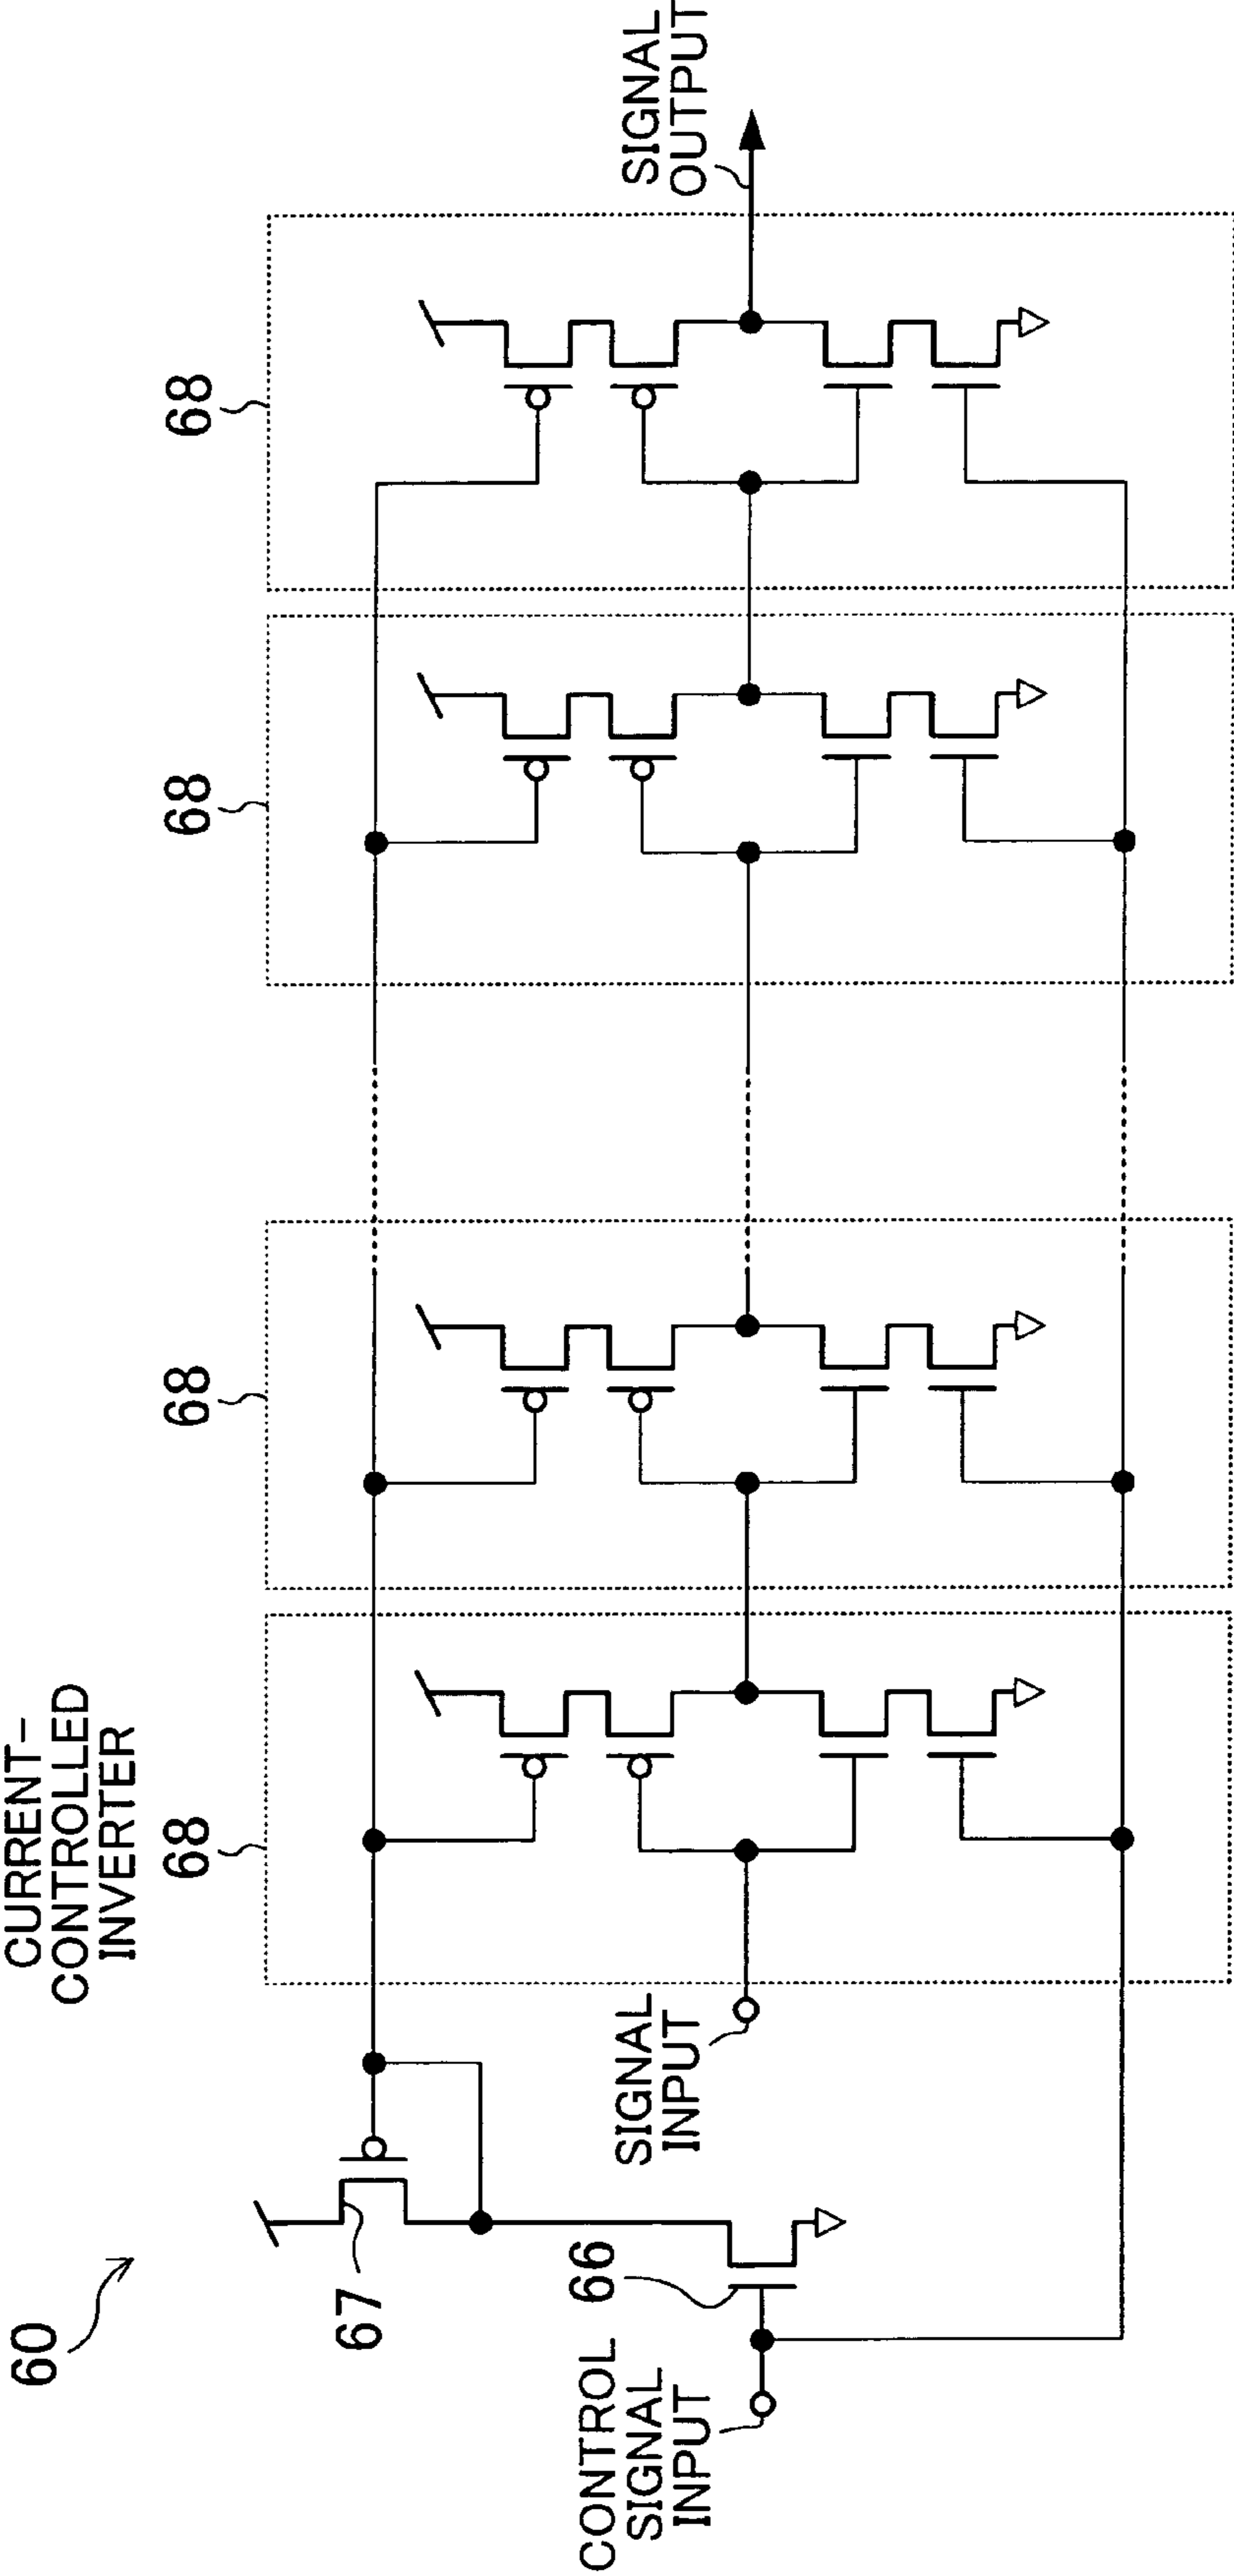 60
CURRENT–
CONTROLLED
INVERTER
67
68
68
68
68
CONTROL
SIGNAL
INPUT
66
SIGNAL
INPUT
SIGNAL
OUTPUT